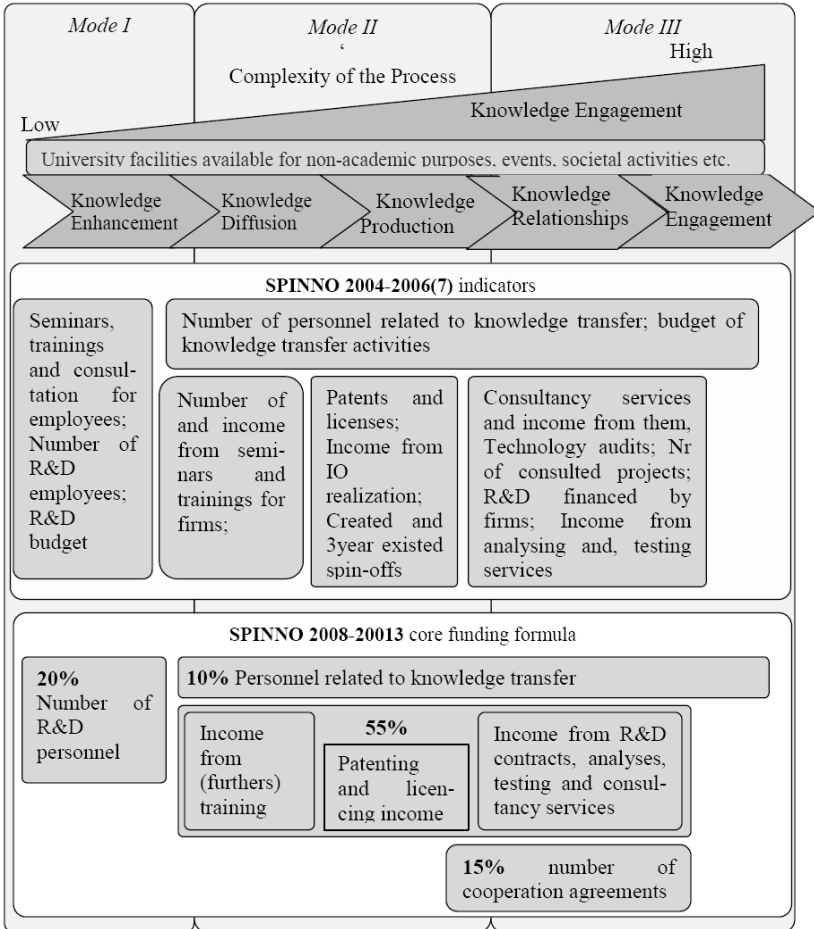 Mode I
Mode II
Mode III
‘
High
Complexity of the Process
Knowledge Engagement
Low
University facilities available for non-academic purposes, events, societal activities etc.
Knowledge
Enhancement
Knowledge
Diffusion
Knowledge
Production
Knowledge
Relationships
Knowledge
Engagement
SPINNO 2004-2006(7) indicators
Seminars,
trainings
and consul-
tation for
employees;
Number of
R&D
employees;
R&D
budget
Number of personnel related to knowledge transfer; budget of
knowledge transfer activities
Number of
and income
from semi-
nars and
trainings for
firms;
Patents and
licenses;
Income from
IO
realization;
Created and
3year existed
spin-offs
Consultancy services
and income from them,
Technology audits; Nr
of consulted projects;
R&D financed by
firms; Income from
analysing and, testing
services
SPINNO 2008-20013 core funding formula
20%
Number of
R&D
personnel
10% Personnel related to knowledge transfer
55%
Income
from
(furthers)
training
Patenting
and licen-
cing income
Income from R&D
contracts, analyses,
testing and consul-
tancy services
15% number of
cooperation agreements